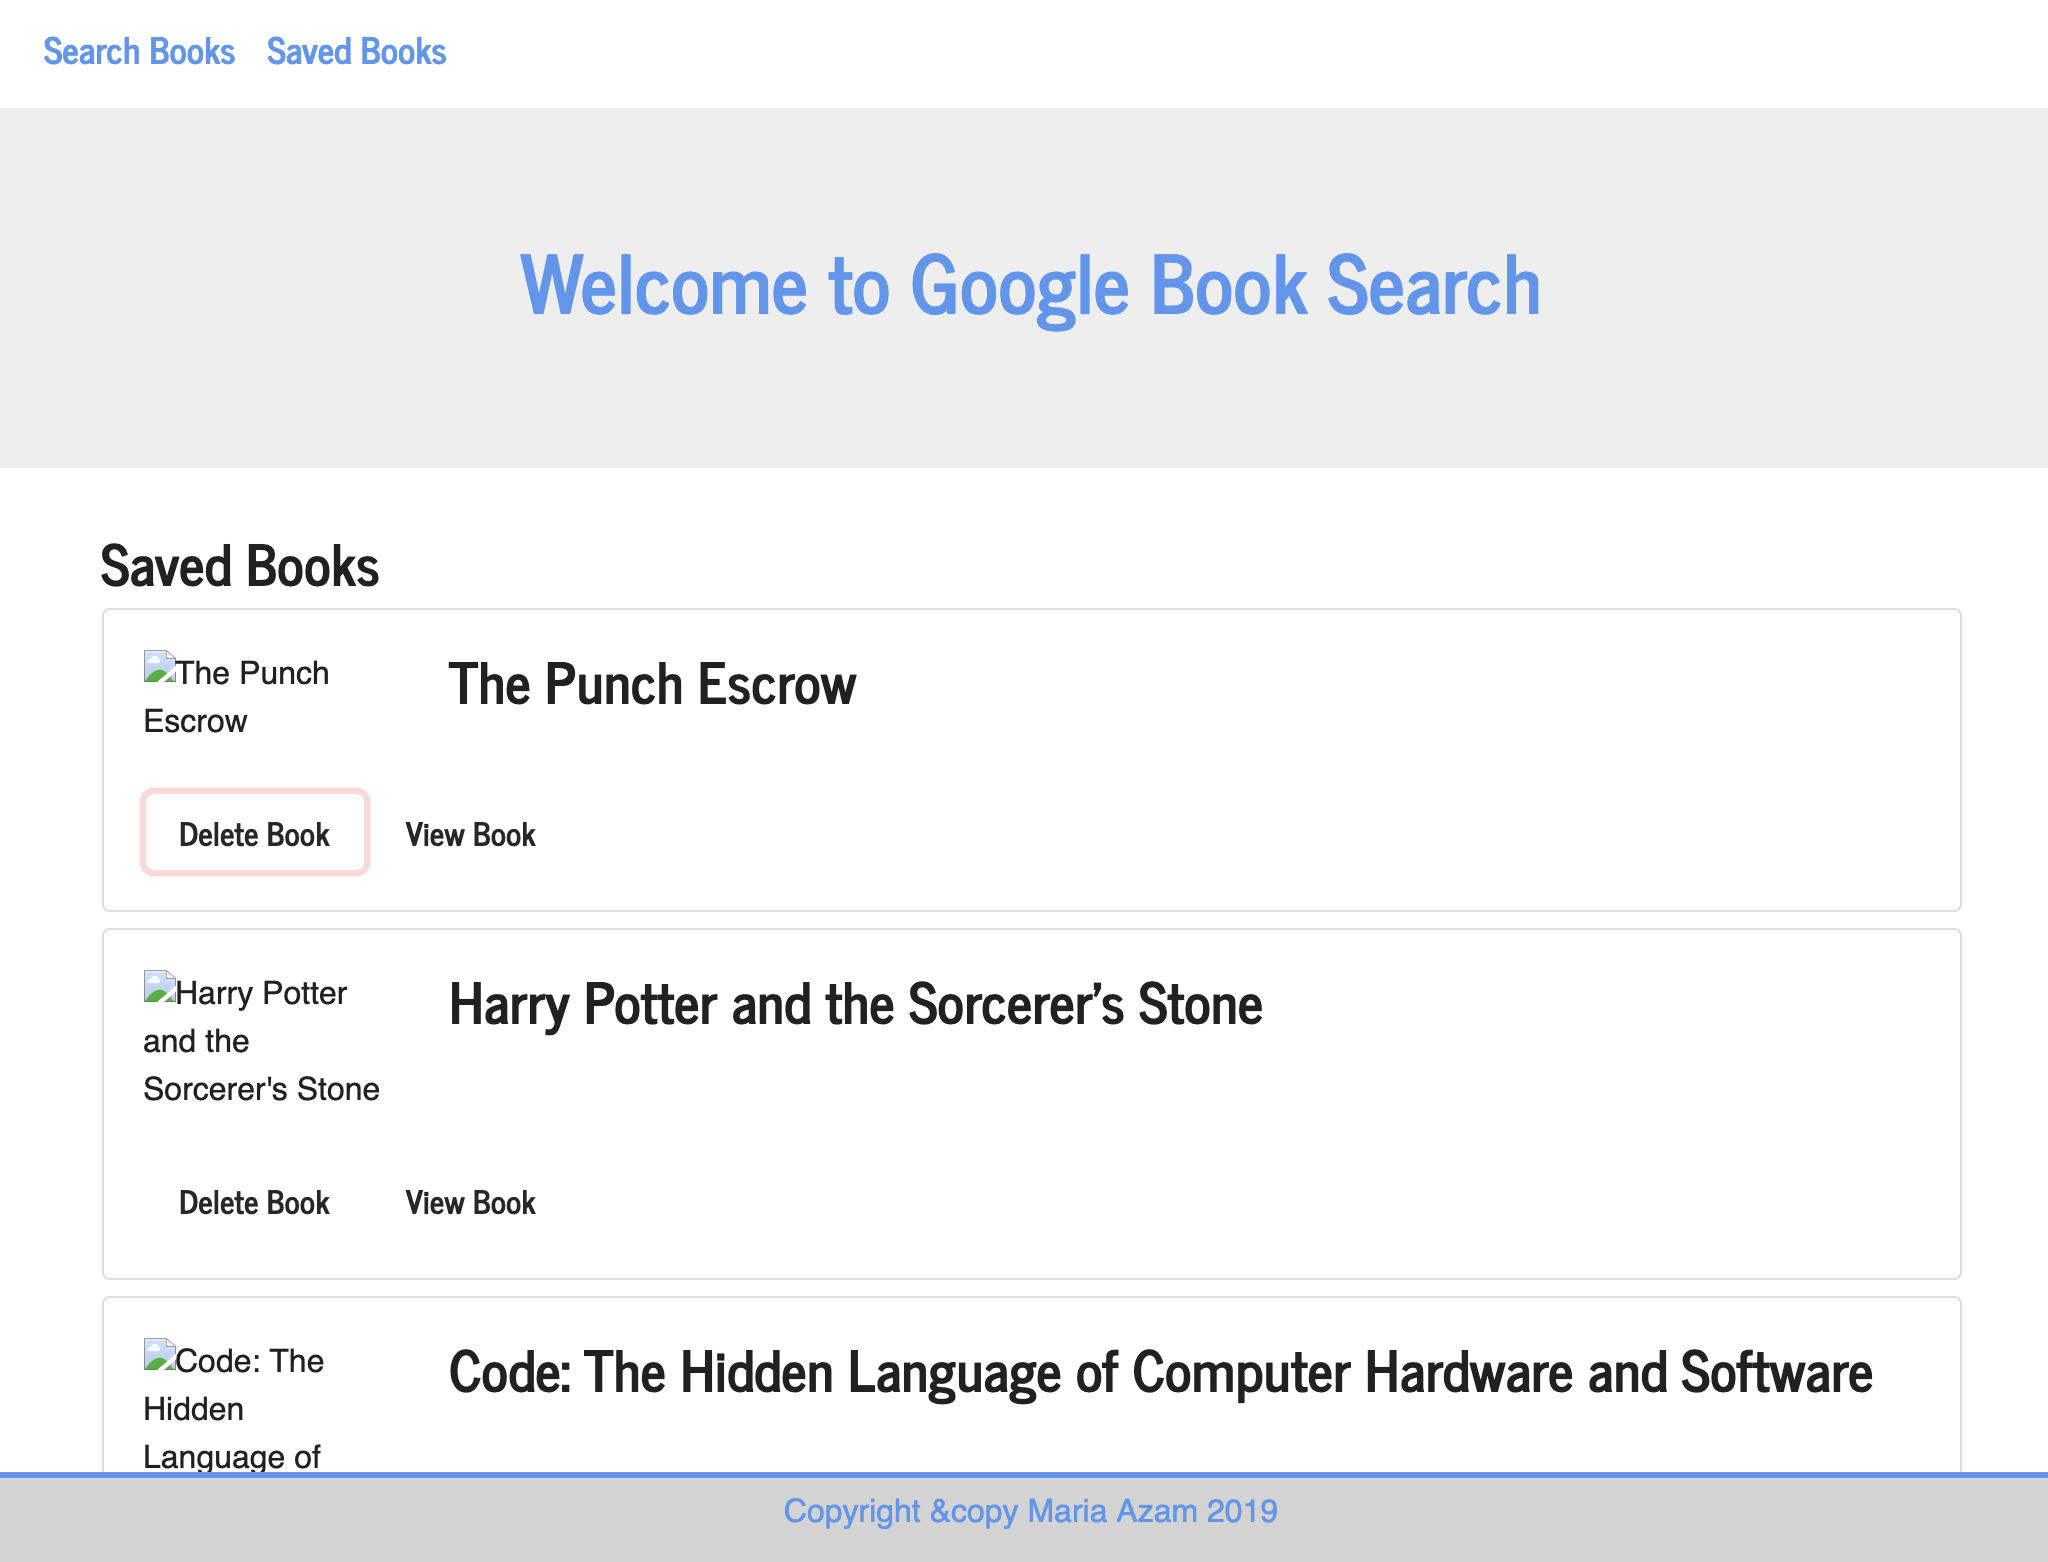 Search Books Saved Books
Welcome to Google Book Search
Saved Books
The Punch
Escrow
The Punch Escrow
Delete Book View Book
Harry Potter
and the
Sorcerer's Stone
Harry Potter and the Sorcerer's Stone
Delete Book View Book
Code: The
Hidden
Language of
Code: The Hidden Language of Computer Hardware and Software
Copyright &copy Maria Azam 2019